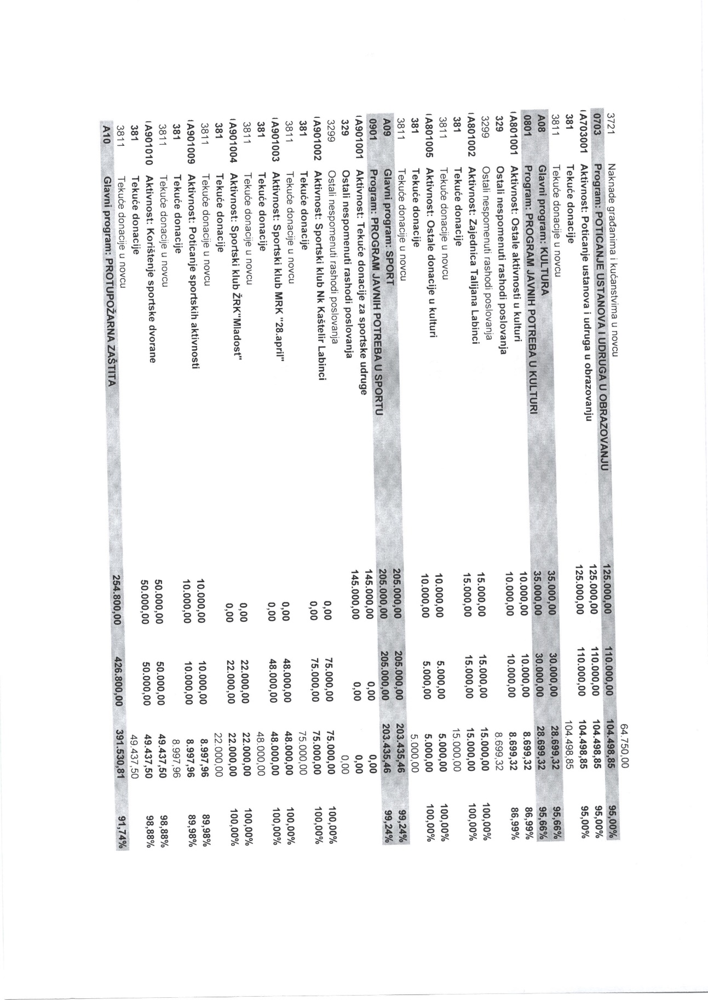 3721 Naknade građanima i kućanstvima u novcu 64.750,00
0703 Program: POTICANJE USTANOVA I UDRUGA U OBRAZOVANJU 125.000,00 110.000,00 104.498,85 95,00%
A703001 Aktivnost: Poticanje ustanova i udruga u obrazovanju 125.000,00 110.000,00 104.498,85 95,00%
381 Tekuće donacije 125.000,00 110.000,00 104.498,85 95,00%
3811 Tekuće donacije u novcu 104.498,85
A08 Glavni program: KULTURA 35.000,00 30.000,00 28.699,32 95,66%
0801 Program: PROGRAM JAVNIH POTREBA U KULTURI 35.000,00 30.000,00 28.699,32 95,66%
A801001 Aktivnost: Ostale aktivnosti u kulturi 10.000,00 10.000,00 8.699,32 86,99%
329 Ostali nespomenuti rashodi poslovanja 10.000,00 10.000,00 8.699,32 86,99%
3299 Ostali nespomenuti rashodi poslovanja 8.699,32
A801002 Aktivnost: Zajednica Talijana Labinci 15.000,00 15.000,00 15.000,00 100,00%
381 Tekuće donacije 15.000,00 15.000,00 15.000,00 100,00%
3811 Tekuće donacije u novcu 15.000,00
A801005 Aktivnost: Ostale donacije u kulturi 10.000,00 5.000,00 5.000,00 100,00%
381 Tekuće donacije 10.000,00 5.000,00 5.000,00 100,00%
3811 Tekuće donacije u novcu 5.000,00
A09 Glavni program: SPORT 205.000,00 205.000,00 203.435,46 99,24%
0901 Program: PROGRAM JAVNIH POTREBA U SPORTU 205.000,00 205.000,00 203.435,46 99,24%
A901001 Aktivnost: Tekuće donacije za sportske udruge 145.000,00 0,00 0,00
329 Ostali nespomenuti rashodi poslovanja 145.000,00 0,00 0,00
3299 Ostali nespomenuti rashodi poslovanja 0,00
A901002 Aktivnost: Sportski klub Nk Kaštelir Labinci 0,00 75.000,00 75.000,00 100,00%
381 Tekuće donacije 0,00 75.000,00 75.000,00 100,00%
3811 Tekuće donacije u novcu 75.000,00
A901003 Aktivnost: Sportski klub MRK "28.april" 0,00 48.000,00 48.000,00 100,00%
381 Tekuće donacije 0,00 48.000,00 48.000,00 100,00%
3811 Tekuće donacije u novcu 48.000,00
A901004 Aktivnost: Sportski klub ŽRK"Mladost" 0,00 22.000,00 22.000,00 100,00%
381 Tekuće donacije 0,00 22.000,00 22.000,00 100,00%
3811 Tekuće donacije u novcu 22.000,00
A901009 Aktivnost: Poticanje sportskih aktivnosti 10.000,00 10.000,00 8.997,96 89,98%
381 Tekuće donacije 10.000,00 10.000,00 8.997,96 89,98%
3811 Tekuće donacije u novcu 8.997,96
A901010 Aktivnost: Korištenje sportske dvorane 50.000,00 50.000,00 49.437,50 98,88%
381 Tekuće donacije 50.000,00 50.000,00 49.437,50 98,88%
3811 Tekuće donacije u novcu 49.437,50
A10 Glavni program: PROTUPOŽARNA ZAŠTITA 254.800,00 426.800,00 391.530,81 91,74%